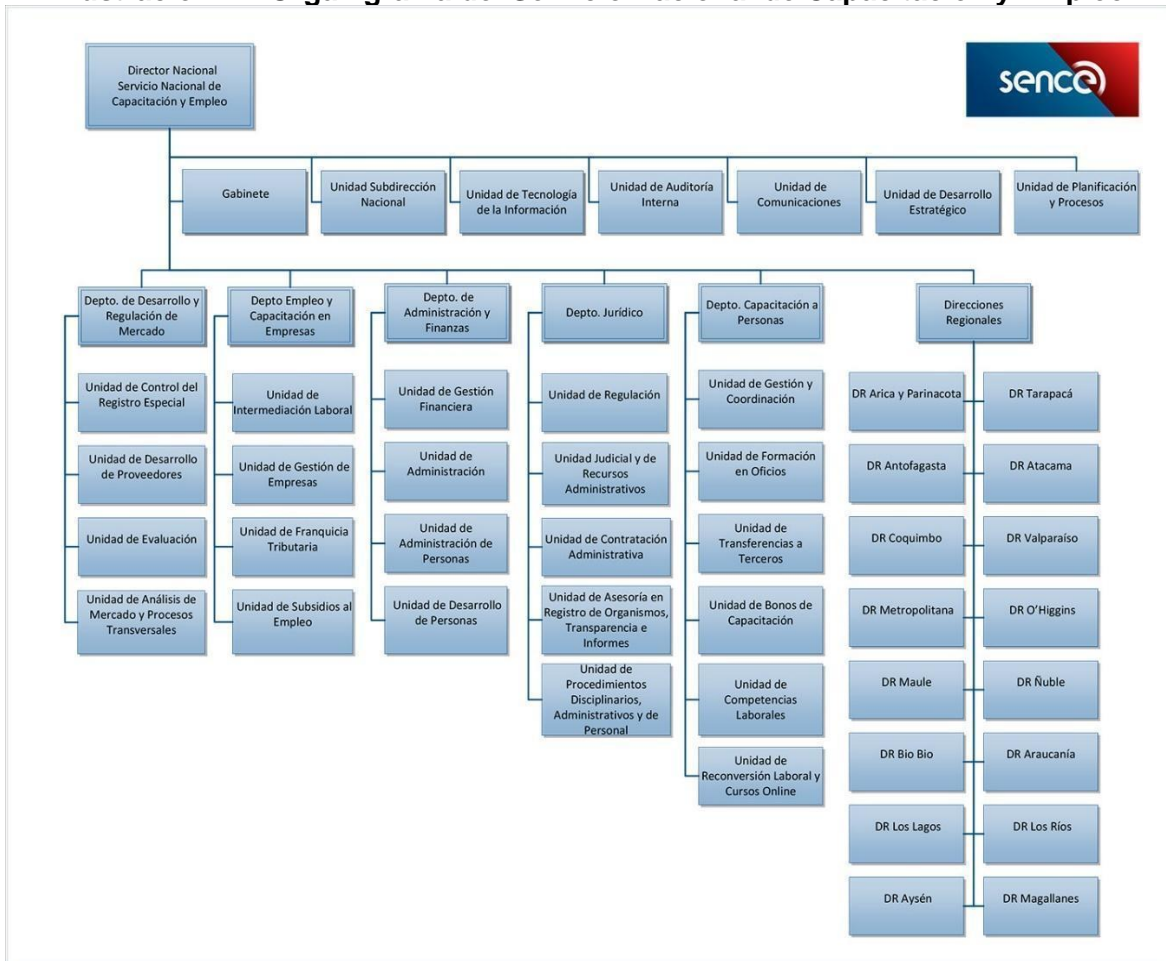 Organigrama del Servicio Nacional de Capacitación y Empleo
Director Nacional
Servicio Nacional de
Capacitación y Empleo
sence
Gabinete
Unidad Subdirección
Nacional
Unidad de Tecnología
de la Información
Unidad de Auditoría
Interna
Unidad de
Comunicaciones
Unidad de Desarrollo
Estratégico
Unidad de Planificación
y Procesos
Depto. de Desarrollo y
Regulación de
Mercado
Unidad de Control del
Registro Especial
Unidad de Desarrollo
de Proveedores
Unidad de Evaluación
Unidad de Análisis de
Mercado y Procesos
Transversales
Depto Empleo y
Capacitación en
Empresas
Unidad de
Intermediación Laboral
Unidad de Gestión de
Empresas
Unidad de Franquicia
Tributaria
Unidad de Subsidios al
Empleo
Depto. de
Administración y
Finanzas
Unidad de Gestión
Financiera
Unidad de
Administración
Unidad de
Administración de
Personas
Unidad de Desarrollo
de Personas
Depto. Jurídico
Unidad de Regulación
Unidad Judicial y de
Recursos
Administrativos
Unidad de Contratación
Administrativa
Unidad de Asesoría en
Registro de Organismos,
Transparencia e
Informes
Unidad de
Procedimientos
Disciplinarios,
Administrativos y de
Personal
Depto. Capacitación a
Personas
Unidad de Gestión y
Coordinación
Unidad de Formación
en Oficios
Unidad de
Transferencias a
Terceros
Unidad de Bonos de
Capacitación
Unidad de
Competencias
Laborales
Unidad de
Reconversión Laboral y
Cursos Online
Direcciones
Regionales
DR Arica y Parinacota
DR Tarapacá
DR Antofagasta
DR Atacama
DR Coquimbo
DR Valparaíso
DR Metropolitana
DR O’Higgins
DR Maule
DR Ñuble
DR Bio Bio
DR Araucanía
DR Los Lagos
DR Los Ríos
DR Aysén
DR Magallanes